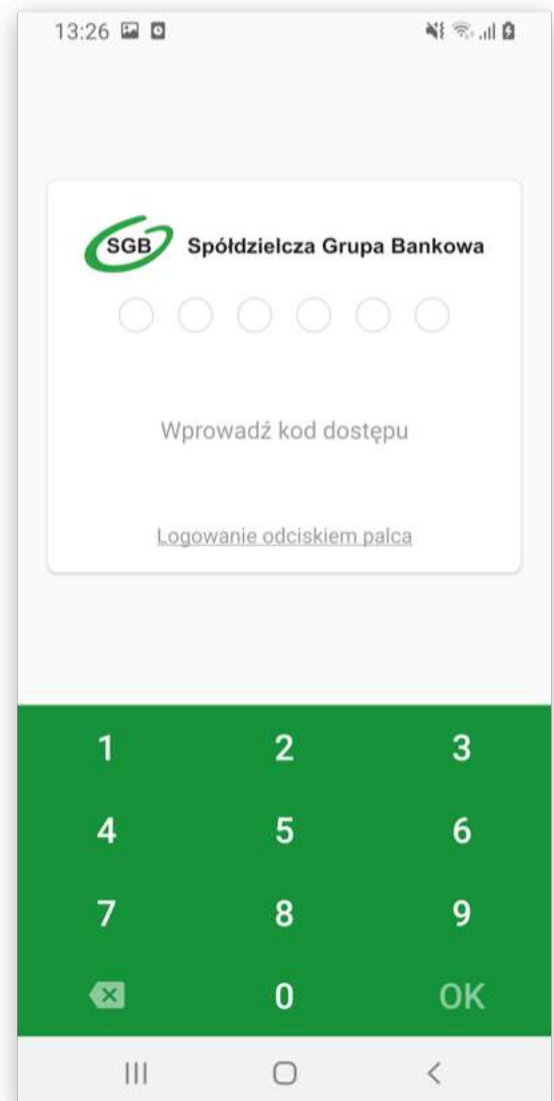 13:26
SGB Spółdzielcza Grupa Bankowa
Wprowadź kod dostępu
Logowanie odciskiem palca
1 2 3
4 5 6
7 8 9
0 OK